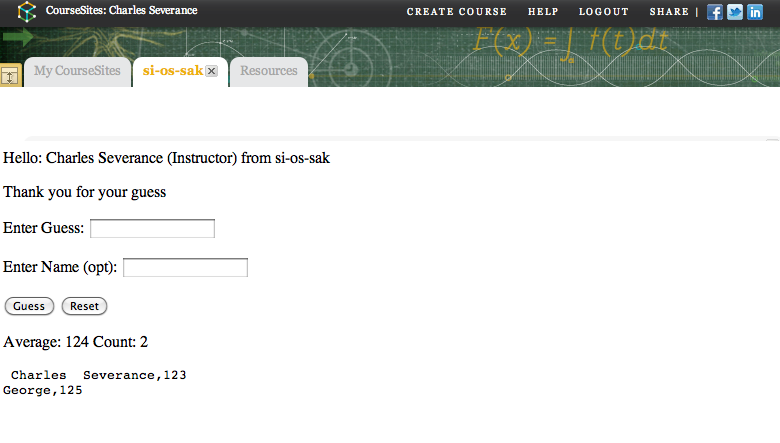 CourseSites: Charles Severance
CREATE COURSE HELP LOGOUT SHARE | f in
F(x) = ∫ f(t)dt
My CourseSites si-os-sak x Resources
Hello: Charles Severance (Instructor) from si-os-sak
Thank you for your guess
Enter Guess:
Enter Name (opt):
Guess Reset
Average: 124 Count: 2
Charles  Severance,123
George,125